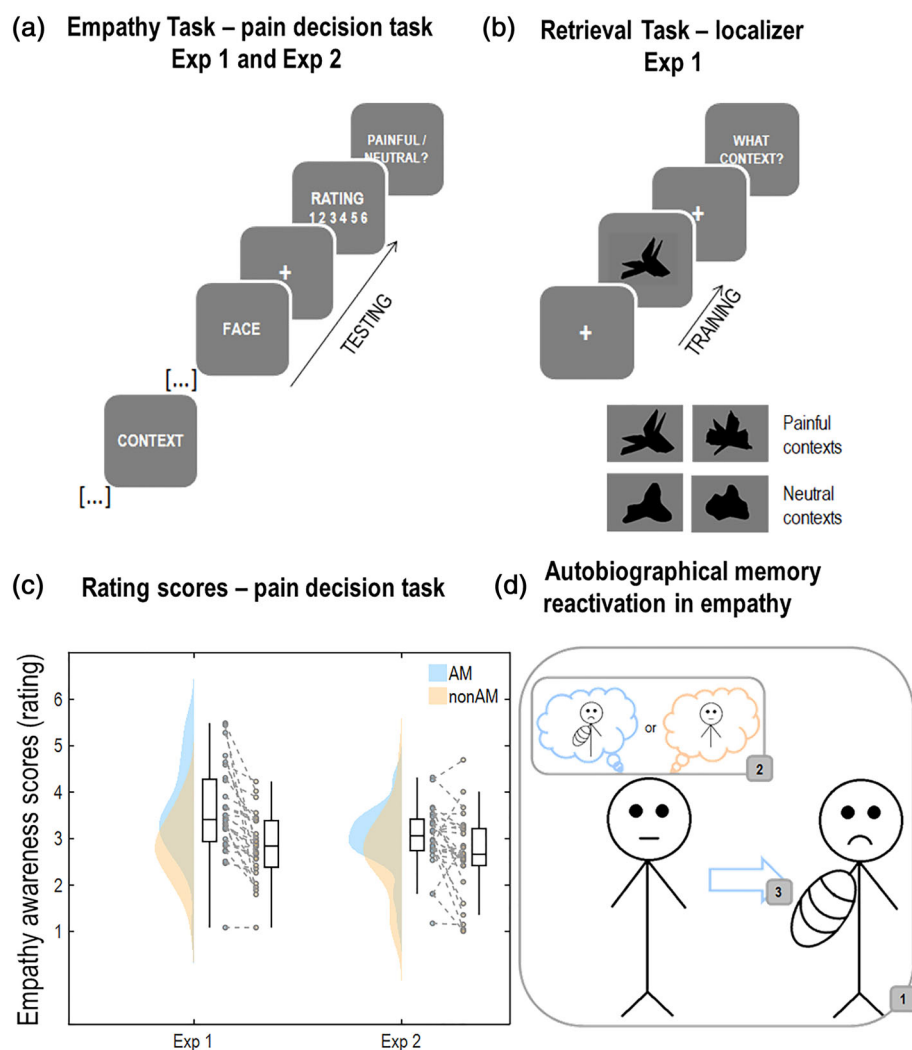 (a) Empathy Task – pain decision task
Exp 1 and Exp 2
PAINFUL /
NEUTRAL?
RATING
1 2 3 4 5 6
+
FACE
TESTING
[...]
CONTEXT
[...]
(b) Retrieval Task – localizer
Exp 1
WHAT
CONTEXT?
+
+
TRAINING
Painful
contexts
Neutral
contexts
(c) Rating scores – pain decision task
Empathy awareness scores (rating)
6
5
4
3
2
1
AM
nonAM
Exp 1
Exp 2
(d) Autobiographical memory
reactivation in empathy
or
2
3
1